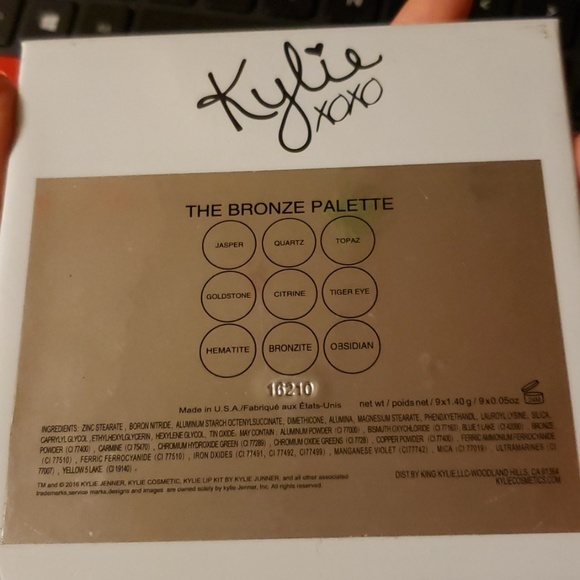 Kylie
XOXO
THE BRONZE PALETTE
JASPER QUARTZ TOPAZ
GOLDSTONE CITRINE TIGER EYE
HEMATITE BRONZITE OBSIDIAN
16210
Made in U.S.A./Fabriqué aux États-Unis net wt / poids net / 9x1.40 g / 9x0.05oz
INGREDIENTS: ZINC STEARATE, BORON NITRIDE, ALUMINUM STARCH OCTENYLSUCCINATE, DIMETHICONE, ALUMINA, MAGNESIUM STEARATE, PHENOXYETHANOL, LAUROYL LYSINE, SILICA,
CAPRYLYL GLYCOL, ETHYLHEXYLGLYCERIN, HEXYLENE GLYCOL, TIN OXIDE: MAY CONTAIN: ALUMINUM POWDER (CI 77000), BISMUTH OXYCHLORIDE (CI 77163) BLUE 1 LAKE (CI 42090), BRONZE
POWDER (CI 77400), CARMINE (CI 75470), CHROMIUM HYDROXIDE GREEN (CI 77289), CHROMIUM OXIDE GREENS (CI 7728), COPPER POWDER (CI 77400), FERRIC AMMONIUM FERROCYANIDE
(CI 77510), FERRIC FERROCYANIDE (CI 77510), IRON OXIDES (CI 77491, CI 77492, CI 77499), MANGANESE VIOLET (CI77742), MICA (CI 77019), ULTRAMARINES (CI
77007), YELLOW 5 LAKE (CI 19140).
TM and © 2016 KYLIE JENNER, KYLIE COSMETIC, KYLIE LIP KIT BY KYLIE JUNNER, and all other associated
trademarks, service marks, designs and images are owned solely by kylie Jenner, Inc. All rights reserved.
DIST.BY KING KYLIE, LLC-WOODLAND HILLS, CA 91364
KYLIECOSMETICS.COM